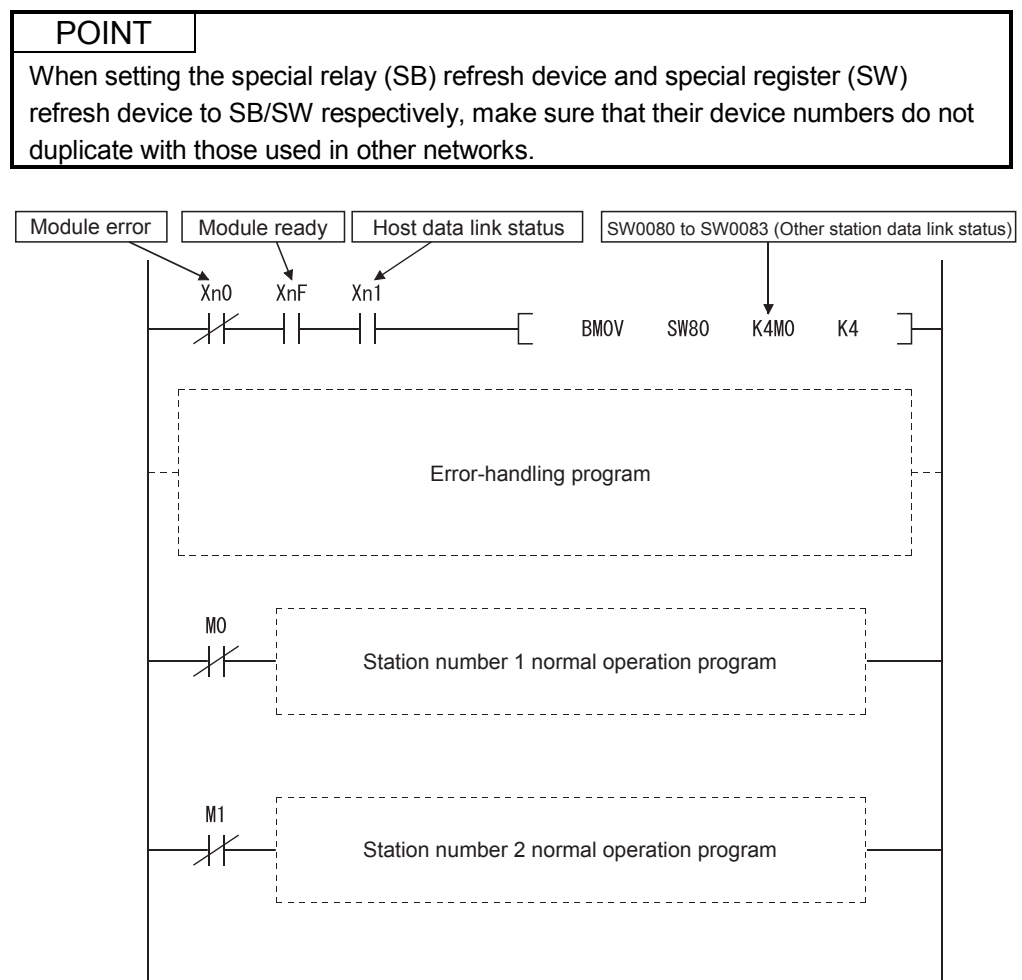 POINT
When setting the special relay (SB) refresh device and special register (SW)
refresh device to SB/SW respectively, make sure that their device numbers do not
duplicate with those used in other networks.
Module error Module ready Host data link status SW0080 to SW0083 (Other station data link status)
Xn0 XnF Xn1
BMOV SW80 K4M0 K4
Error-handling program
M0
Station number 1 normal operation program
M1
Station number 2 normal operation program